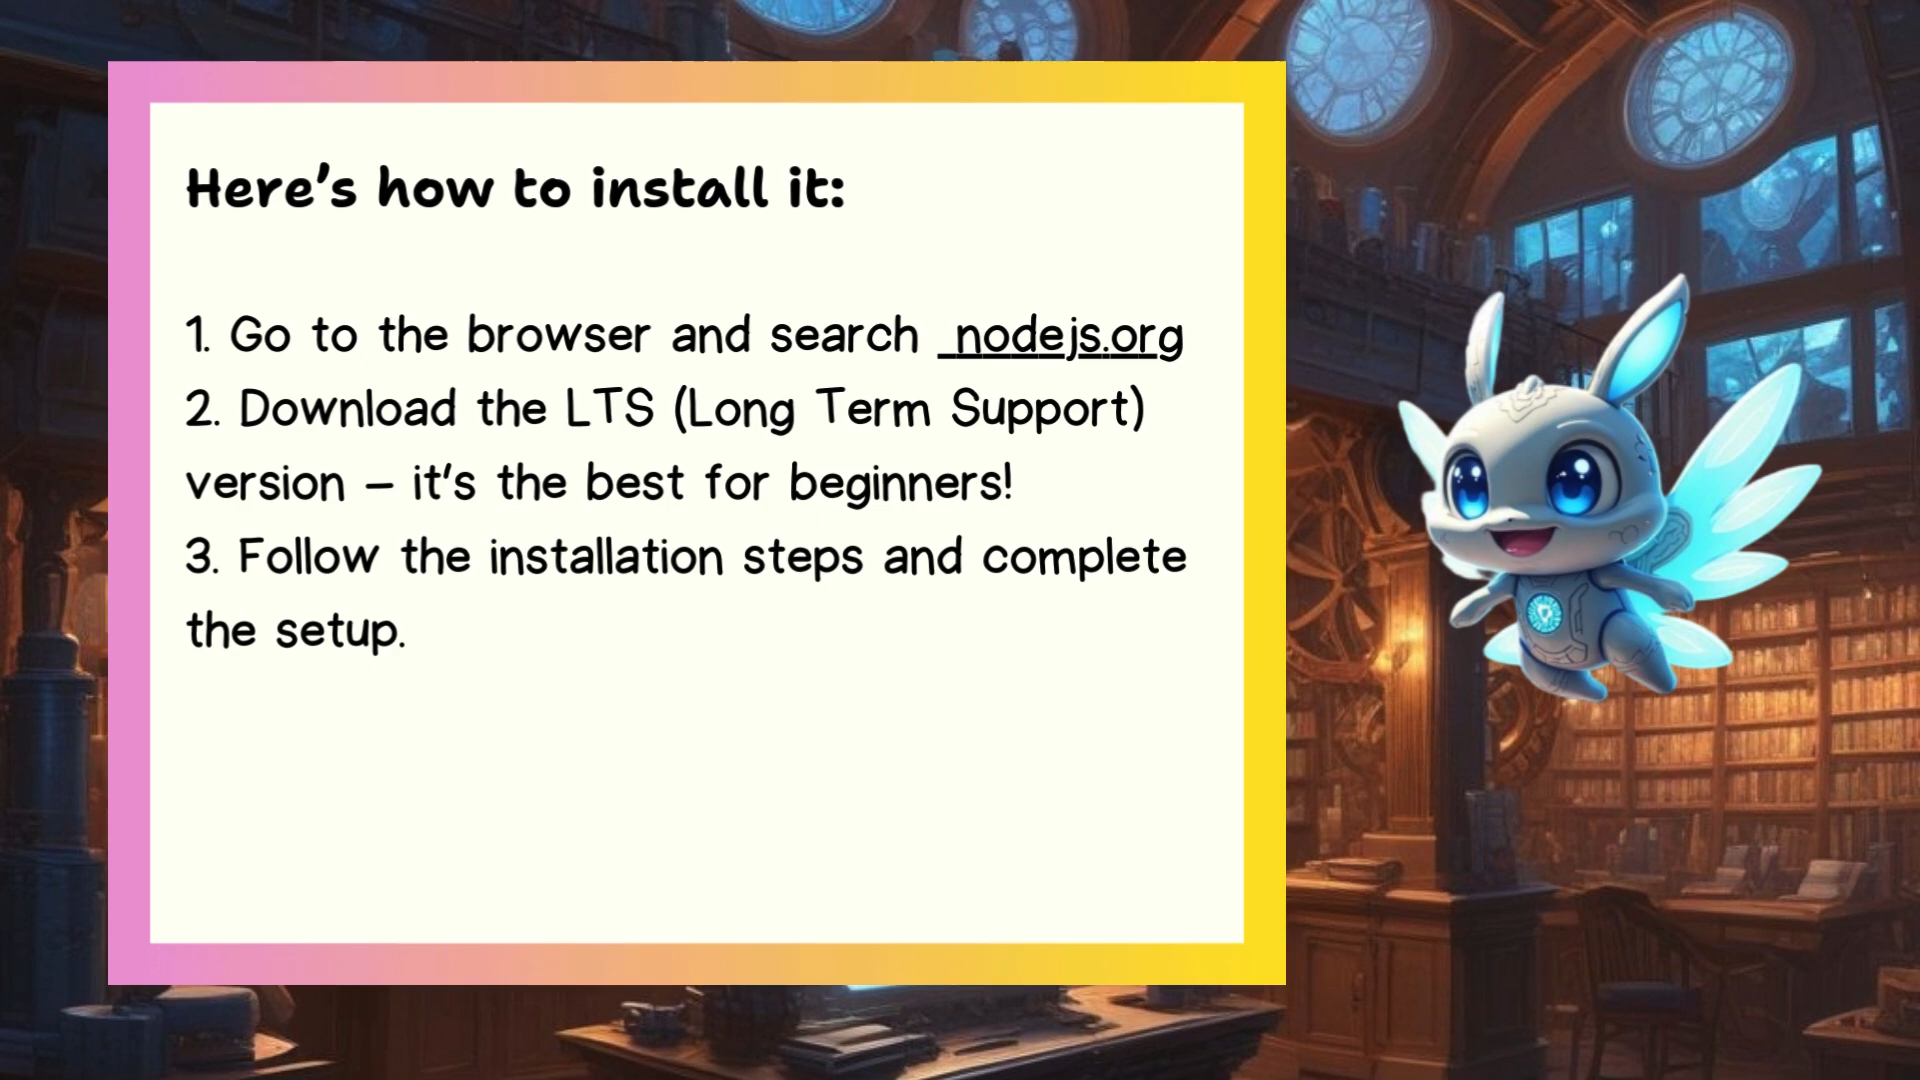 Here's how to install it:
1. Go to the browser and search nodejs.org
2. Download the LTS (Long Term Support)
version – it's the best for beginners!
3. Follow the installation steps and complete
the setup.